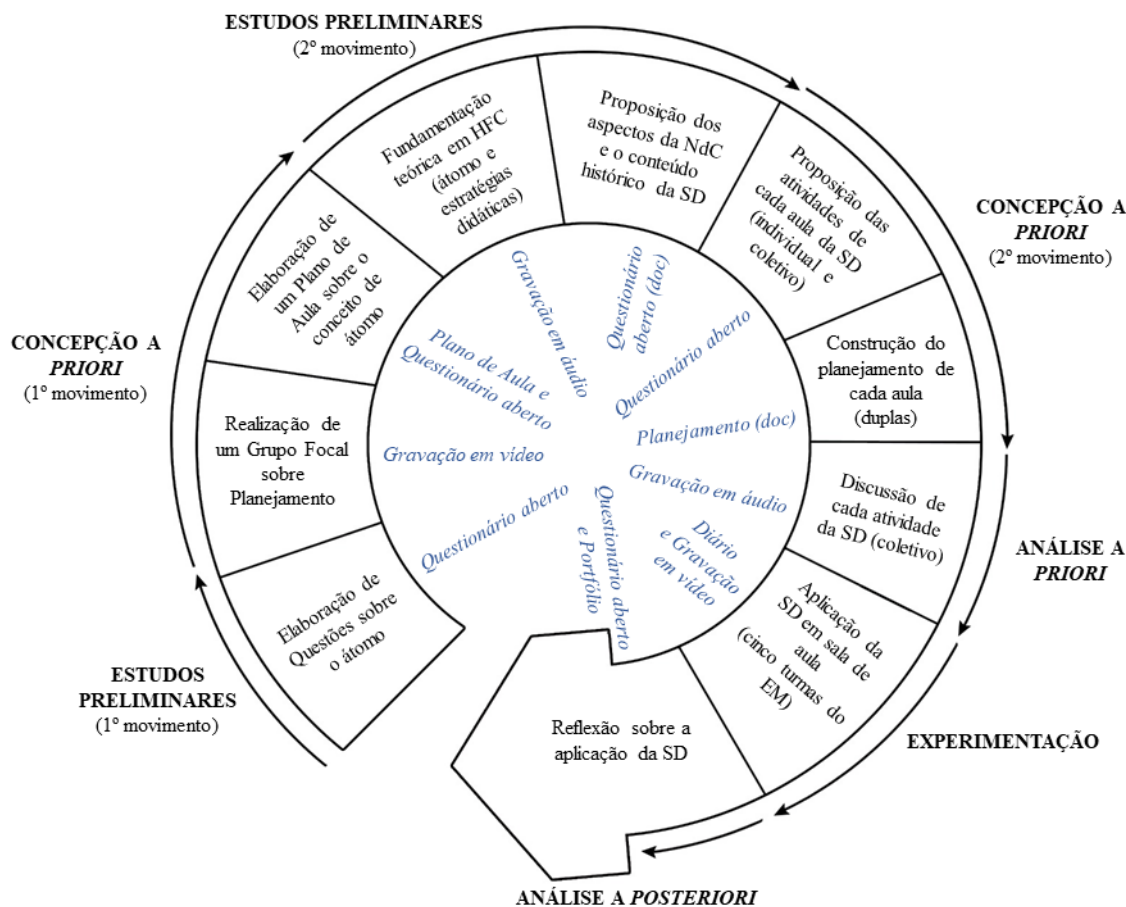 ESTUDOS PRELIMINARES
(2º movimento)
CONCEPÇÃO A
PRIORI
(2º movimento)
ANÁLISE A
PRIORI
EXPERIMENTAÇÃO
ANÁLISE A POSTERIORI
ESTUDOS
PRELIMINARES
(1º movimento)
CONCEPÇÃO A
PRIORI
(1º movimento)
Elaboração de
Questões sobre
o átomo
Realização de
um Grupo Focal
sobre
Planejamento
Elaboração de
um Plano de
Aula sobre o
conceito de
átomo
Fundamentação
teórica em HFC
(átomo e
estratégias
didáticas)
Proposição dos
aspectos da NdC
e o conteúdo
histórico da SD
Proposição das
atividades de
cada aula da SD
(individual e
coletivo)
Construção do
planejamento de
cada aula
(duplas)
Discussão de
cada atividade
da SD (coletivo)
Aplicação da
SD em sala de
aula
(cinco turmas do
EM)
Reflexão sobre a
aplicação da SD
Questionário aberto
Gravação em vídeo
Plano de Aula e
Questionário aberto
Gravação em áudio
Questionário
aberto (doc)
Questionário aberto
Planejamento (doc)
Gravação em áudio
Diário
e Gravação
em vídeo
Questionário aberto
e Portfólio